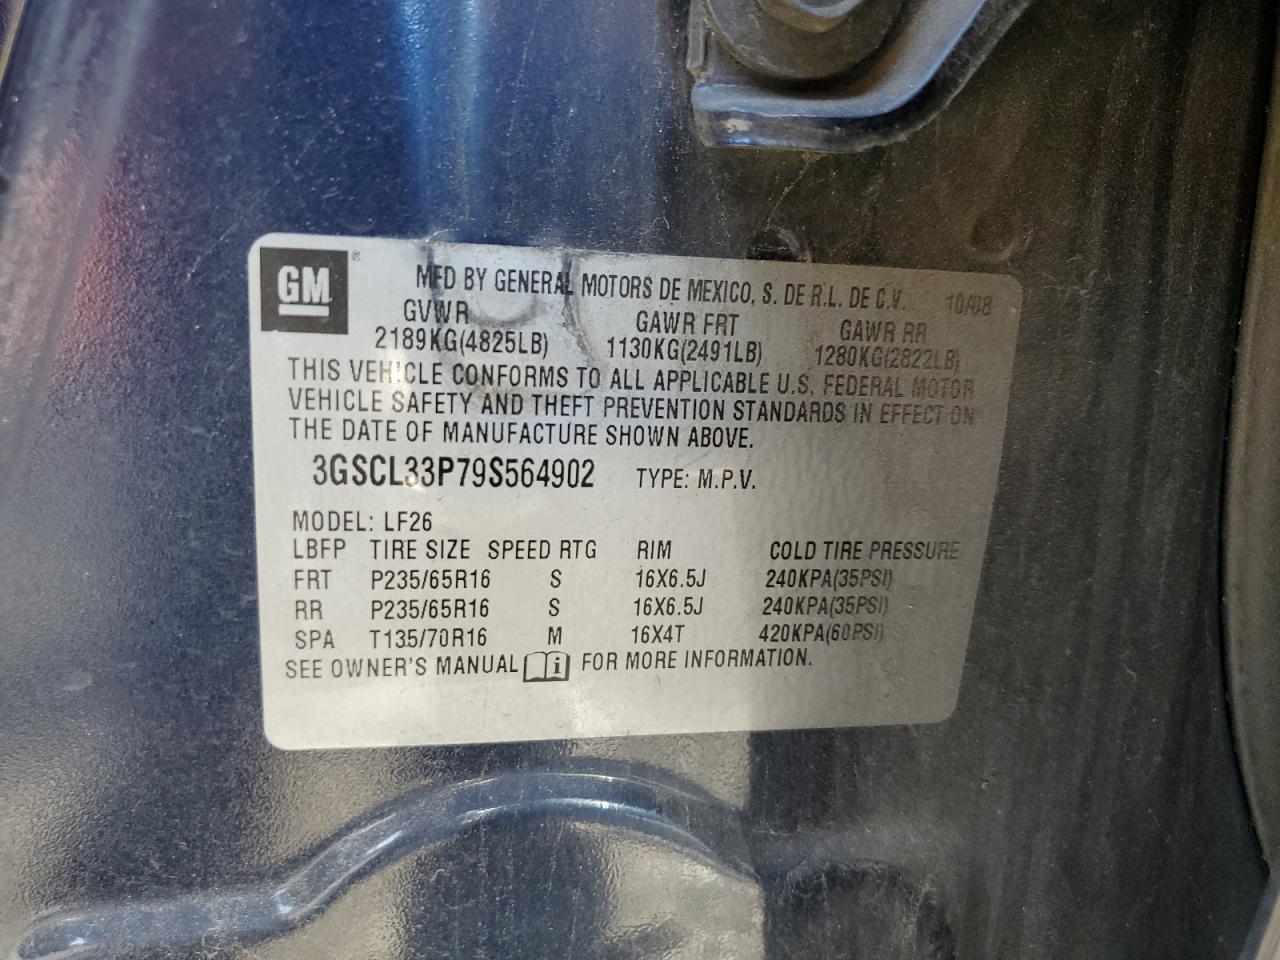 GM ® MFD BY GENERAL MOTORS DE MEXICO, S. DE R.L. DE C.V. 10/08
GVWR GAWR FRT GAWR RR
2189KG(4825LB) 1130KG(2491LB) 1280KG(2822LB)
THIS VEHICLE CONFORMS TO ALL APPLICABLE U.S. FEDERAL MOTOR
VEHICLE SAFETY AND THEFT PREVENTION STANDARDS IN EFFECT ON
THE DATE OF MANUFACTURE SHOWN ABOVE.
3GSCL33P79S564902 TYPE: M.P.V.
MODEL: LF26
LBFP TIRE SIZE SPEED RTG RIM COLD TIRE PRESSURE
FRT P235/65R16 S 16X6.5J 240KPA(35PSI)
RR P235/65R16 S 16X6.5J 240KPA(35PSI)
SPA T135/70R16 M 16X4T 420KPA(60PSI)
SEE OWNER'S MANUAL i FOR MORE INFORMATION.